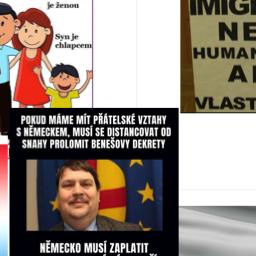 je ženou
Syn je
chlapcem
IMIG
NE
HUMAN
A
VLAST
POKUD MÁME MÍT PŘÁTELSKÉ VZTAHY
S NĚMECKEM, MUSÍ SE DISTANCOVAT OD
SNAHY PROLOMIT BENEŠOVY DEKRETY
NĚMECKO MUSÍ ZAPLATIT